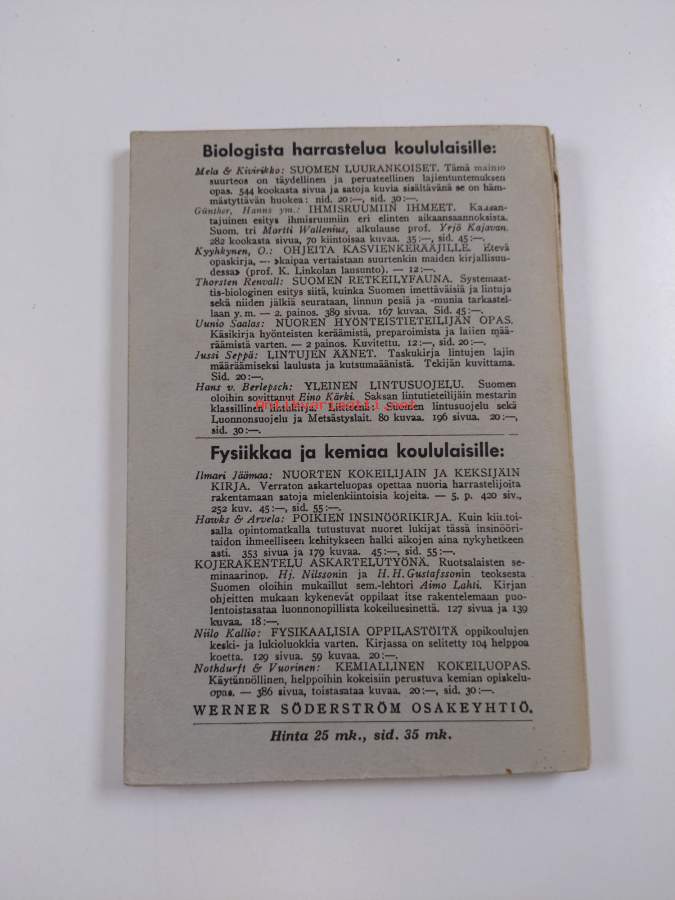 Biologista harrastelua koululaisille:
Mela & Kivirikko: SUOMEN LUURANKOISET. Tämä mainio
suurteos on täydellinen ja perusteellinen lajientuntemuksen
opas. 544 kookasta sivua ja satoja kuvia sisältävänä se on häm-
mästyttävän huokea: nid. 20:—, sid. 30:—.
Günther, Hanns ym.: IHMISRUUMIIN IHMEET. Kansan-
tajuinen esitys ihmisruumiin eri elinten aikaansaannoksista.
Suom. tri Martti Wallenius, alkulause prof. Yrjö Kajavan.
282 kookasta sivua, 70 kiintoisaa kuvaa. 35:—, sid. 45:—.
Kyyhkynen, O.: OHJEITA KASVIENKERÄÄJILLE. Etevä
opaskirja, — »kaipaa vertaistaan suurtenkin maiden kirjallisuu-
dessa» (prof. K. Linkolan lausunto). — 12:—.
Thorsten Renvall: SUOMEN RETKEILYFAUNA. Systemaat-
tis-biologinen esitys siitä, kuinka Suomen imettäväisiä ja lintuja
sekä niiden jälkiä seurataan, linnun pesiä ja -munia tarkastel-
laan y. m. — 2. painos. 389 sivua. 167 kuvaa. Sid. 45:—.
Uunio Saalas: NUOREN HYÖNTEISTIETEILIJÄN OPAS.
Käsikirja hyönteisten keräämistä, preparoimista ja lajien mää-
räämistä varten. — 2 painos. Kuvitettu. 12:—, sid. 20:—.
Jussi Seppä: LINTUJEN ÄÄNET. Taskukirja lintujen lajin
määräämiseksi laulusta ja kutsumaäänistä. Tekijän kuvittama.
Sid. 20:—.
Hans v. Berlepsch: YLEINEN LINTUSUOJELU. Suomen
oloihin sovittanut Eino Kärki. Saksan lintutieteilijäin mestarin
klassillinen lintukirja. Liitteenä: Suomen lintusuojelu sekä
Luonnonsuojelu ja Metsästyslait. 80 kuvaa. 196 sivua. 20:—,
sid. 30:—.
Fysiikkaa ja kemiaa koululaisille:
Ilmari Jäämaa: NUORTEN KOKEILIJAIN JA KEKSIJÄIN
KIRJA. Verraton askarteluopas opettaa nuoria harrastelijoita
rakentamaan satoja mielenkiintoisia kojeita. — 5. p. 420 siv.,
252 kuv. 45:—, sid. 55:—.
Hawks & Arvela: POIKIEN INSINÖÖRIKIRJA. Kuin kiit.toi-
salla opintomatkalla tutustuvat nuoret lukijat tässä insinööri-
taidon ihmeelliseen kehitykseen halki aikojen aina nykyhetkeen
asti. 353 sivua ja 179 kuvaa. 45:—, sid. 55:—.
KOJERAKENTELU ASKARTELUTYÖNÄ. Ruotsalaisten se-
minaarinop. Hj. Nilssonin ja H. H. Gustafssonin teoksesta
Suomen oloihin mukaillut sem.-lehtori Aimo Lahti. Kirjan
ohjeitten mukaan kykenevät oppilaat itse rakentelemaan puo-
lentoistasataa luonnonopillista kokeiluesinettä. 127 sivua ja 139
kuvaa. 18:—.
Niilo Kallio: FYSIKAALISIA OPPILASTÖITÄ oppikoulujen
keski- ja lukioluokkia varten. Kirjassa on selitetty 104 helppoa
koetta. 129 sivua. 59 kuvaa. 20:—.
Nothdurft & Vuorinen: KEMIALLINEN KOKEILUOPAS.
Käytännöllinen, helppoihin kokeisiin perustuva kemian opiskelu-
opas. — 386 sivua, toistasataa kuvaa. 20:—, sid. 30:—.
WERNER SÖDERSTRÖM OSAKEYHTIÖ.
Hinta 25 mk., sid. 35 mk.